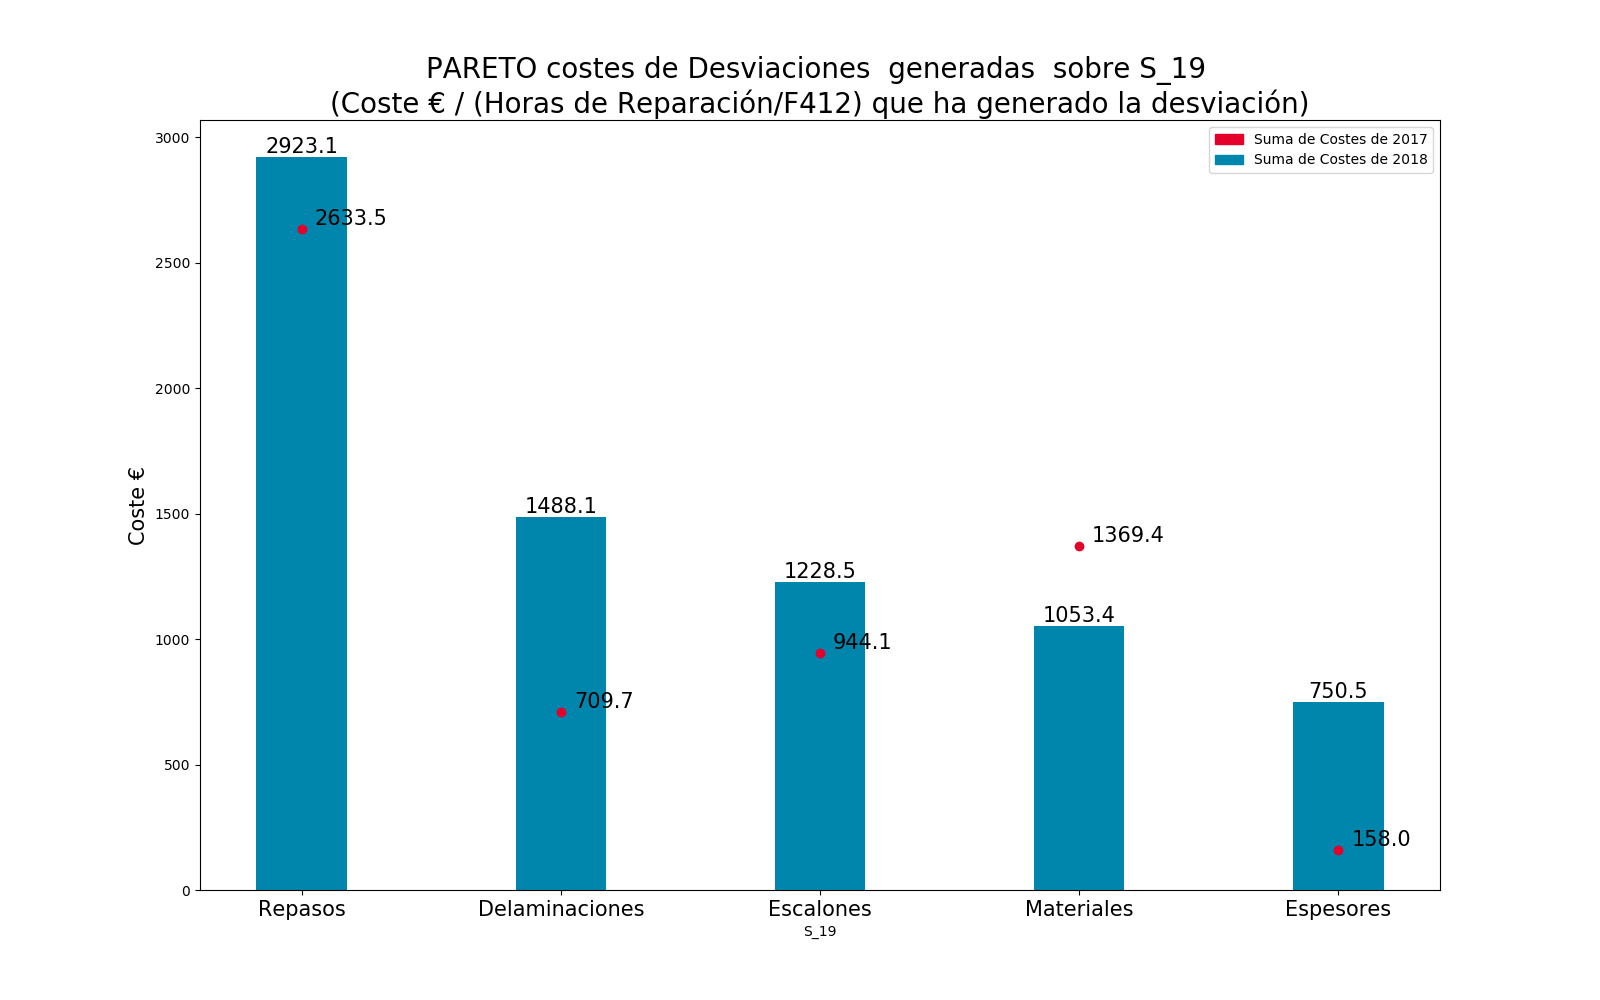 PARETO costes de Desviaciones  generadas  sobre S_19
(Coste € / (Horas de Reparación/F412) que ha generado la desviación)
Suma de Costes de 2017
Suma de Costes de 2018
Coste €
3000
2500
2000
1500
1000
500
0
2923.1
2633.5
1488.1
709.7
1228.5
944.1
1369.4
1053.4
750.5
158.0
Repasos
Delaminaciones
Escalones
Materiales
Espesores
S_19